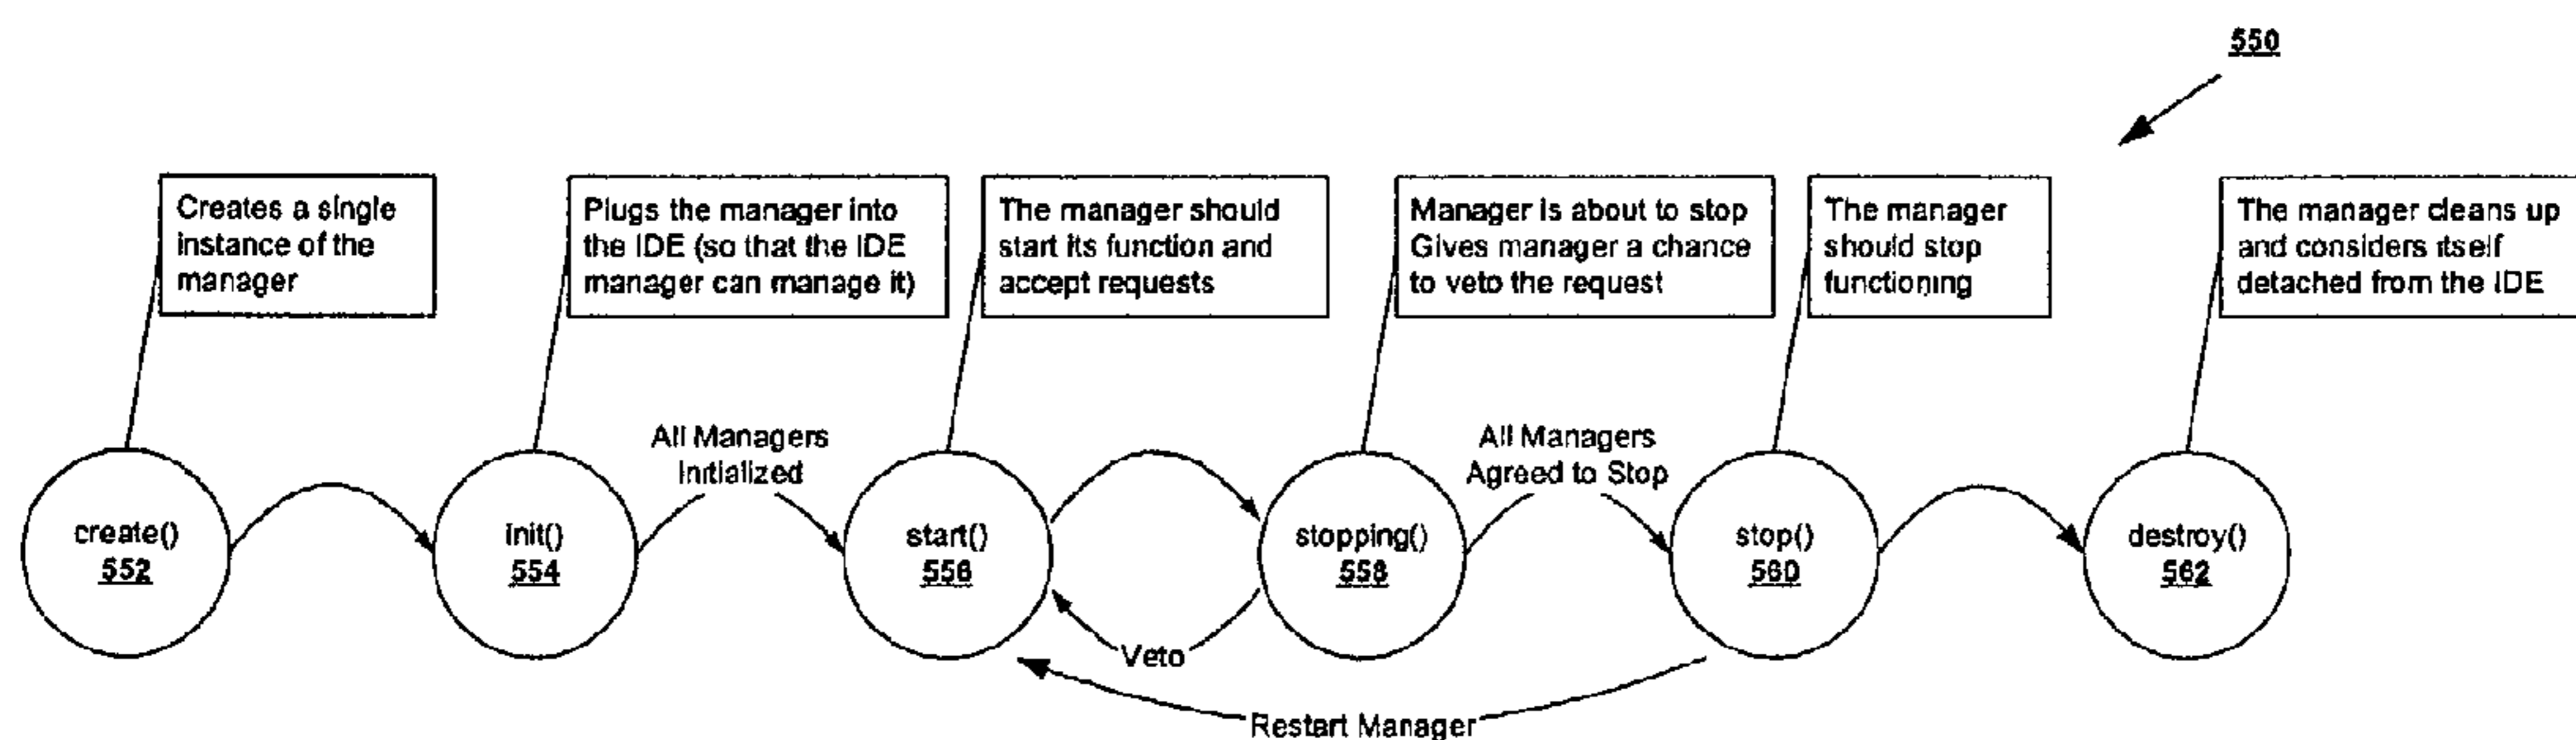 550
Creates a single
instance of the
manager
Plugs the manager into
the IDE (so that the IDE
manager can manage it)
The manager should
start its function and
accept requests
Manager is about to stop
Gives manager a chance
to veto the request
The manager
should stop
functioning
The manager cleans up
and considers itself
detached from the IDE
All Managers
Initialized
All Managers
Agreed to Stop
create()
552
init()
554
start()
556
stopping()
558
stop()
560
destroy()
562
Veto
Restart Manager